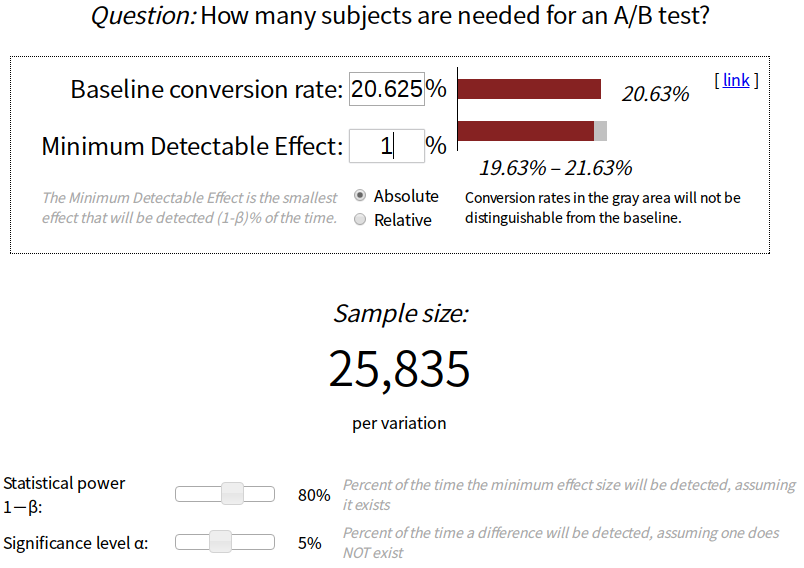 Question: How many subjects are needed for an A/B test?
Baseline conversion rate: 20.625%
20.63%
[ link ]
Minimum Detectable Effect: 1%
19.63% – 21.63%
The Minimum Detectable Effect is the smallest
effect that will be detected (1-β)% of the time.
Absolute
Relative
Conversion rates in the gray area will not be
distinguishable from the baseline.
Sample size:
25,835
per variation
Statistical power
1−β:
80%
Percent of the time the minimum effect size will be detected, assuming
it exists
Significance level α:
5%
Percent of the time a difference will be detected, assuming one does
NOT exist